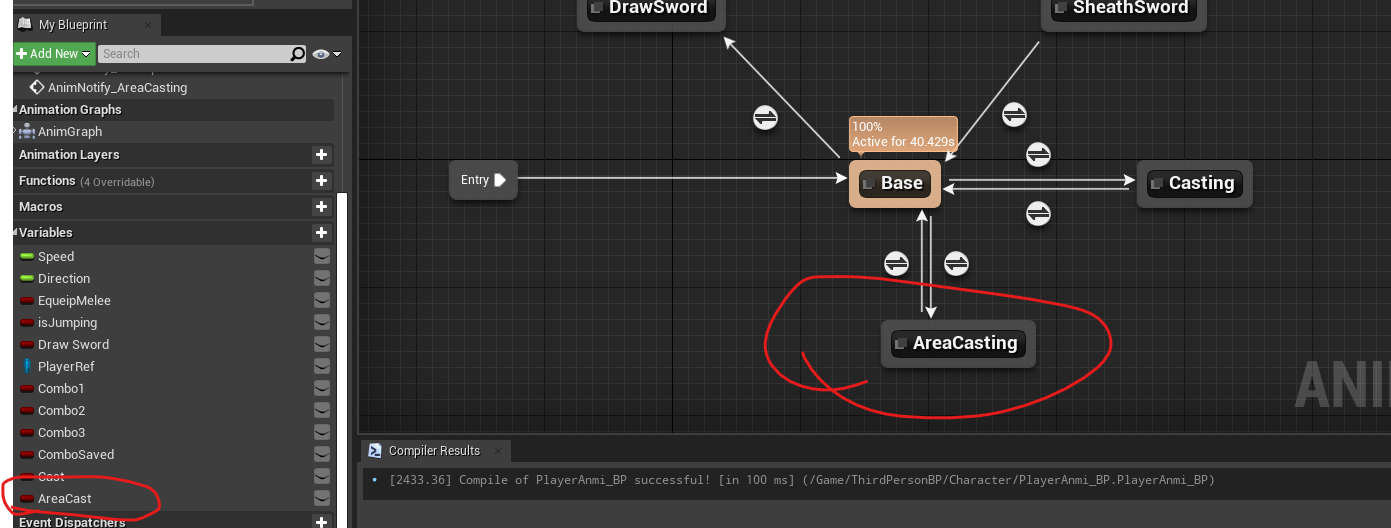 My Blueprint
Add New
Search
AnimNotify_AreaCasting
Animation Graphs
AnimGraph
Animation Layers
Functions (4 Overridable)
Macros
Variables
Speed
Direction
EqueipMelee
isJumping
Draw Sword
PlayerRef
Combo1
Combo2
Combo3
ComboSaved
Cast
AreaCast
Event Dispatchers
DrawSword
SheathSword
100%
Active for 40.429s
Entry
Base
Casting
AreaCasting
ANI
Compiler Results
[2433.36] Compile of PlayerAnmi_BP successful! [in 100 ms] (/Game/ThirdPersonBP/Character/PlayerAnmi_BP.PlayerAnmi_BP)